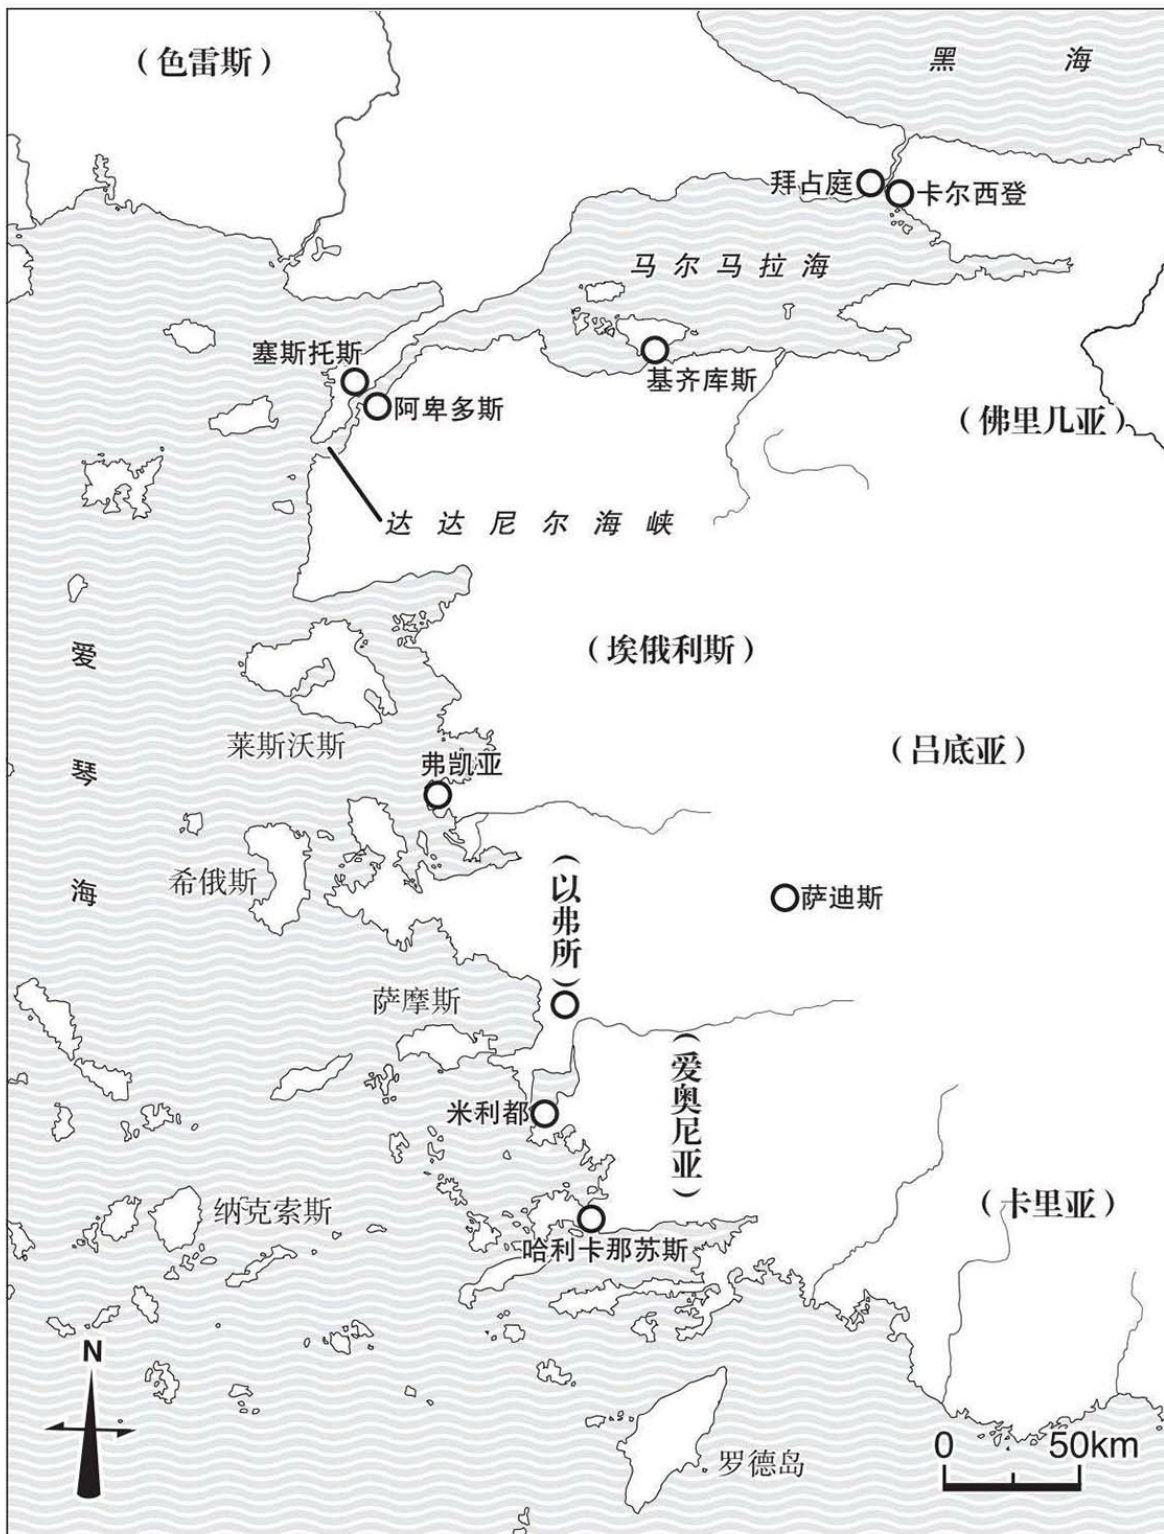 （色雷斯）
黑海
拜占庭
卡尔西登
马尔马拉海
塞斯托斯
基齐库斯
阿卑多斯
（佛里几亚）
达达尼尔海峡
爱琴海
（埃俄利斯）
莱斯沃斯
（吕底亚）
弗凯亚
希俄斯
（以弗所）
萨迪斯
萨摩斯
（爱奥尼亚）
米利都
纳克索斯
（卡里亚）
哈利卡那苏斯
N
罗德岛
0 50km